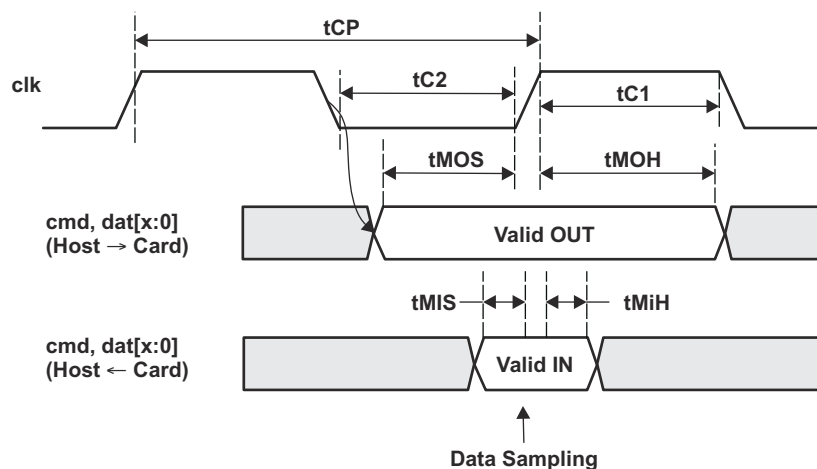 tCP
clk
tC2
tC1
tMOS
tMOH
cmd, dat[x:0]
(Host → Card)
Valid OUT
tMIS
tMiH
cmd, dat[x:0]
(Host ← Card)
Valid IN
Data Sampling